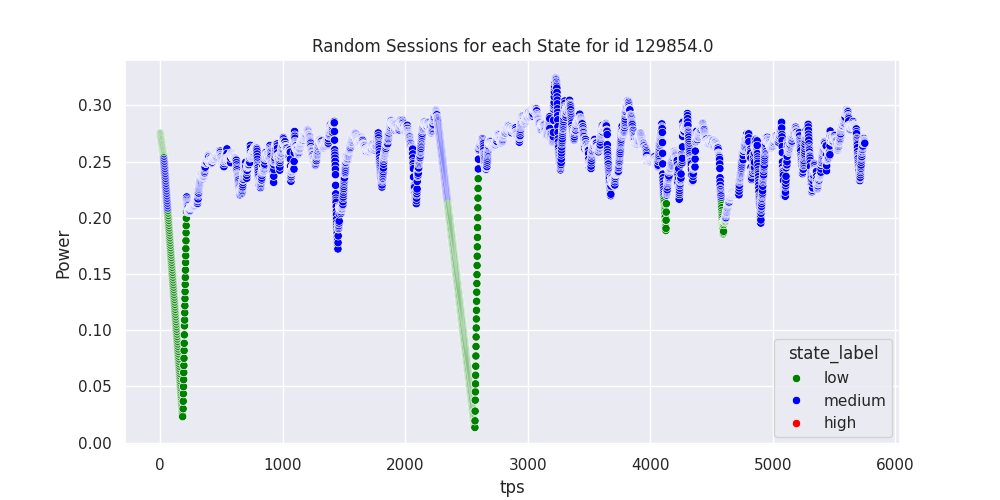 Random Sessions for each State for id 129854.0
Power
0.30
0.25
0.20
0.15
0.10
0.05
0.00
0 1000 2000 3000 4000 5000 6000
tps
state_label
low
medium
high